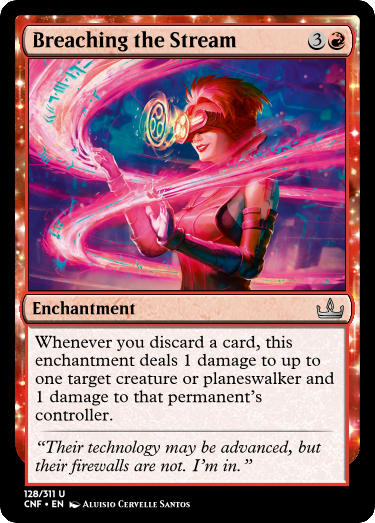 Breaching the Stream 3
Enchantment
Whenever you discard a card, this
enchantment deals 1 damage to up to
one target creature or planeswalker and
1 damage to that permanent's
controller.
“Their technology may be advanced, but
their firewalls are not. I'm in.”
128/311 U
CNF • EN Aluisio Cervelle Santos